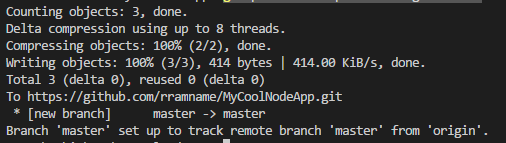 Counting objects: 3, done.
Delta compression using up to 8 threads.
Compressing objects: 100% (2/2), done.
Writing objects: 100% (3/3), 414 bytes | 414.00 KiB/s, done.
Total 3 (delta 0), reused 0 (delta 0)
To https://github.com/rramname/MyCoolNodeApp.git
 * [new branch]      master -> master
Branch 'master' set up to track remote branch 'master' from 'origin'.